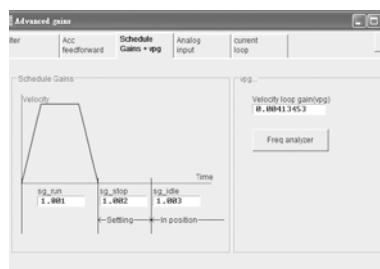 Advanced gains
lter
Acc feedforward
Schedule Gains + vpg
Analog input
current loop
Schedule Gains
Velocity
Time
sg_run
1.001
sg_stop
1.002
sg_idle
1.003
Settling
In position
vpg...
Velocity loop gain(vpg)
0.00413453
Freq analyzer